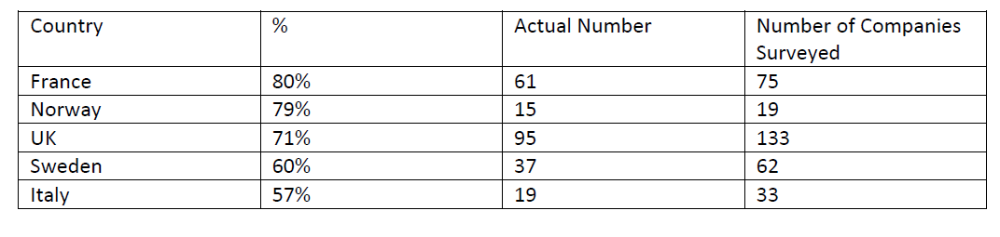 Country % Actual Number Number of Companies
Surveyed
France 80% 61 75
Norway 79% 15 19
UK 71% 95 133
Sweden 60% 37 62
Italy 57% 19 33